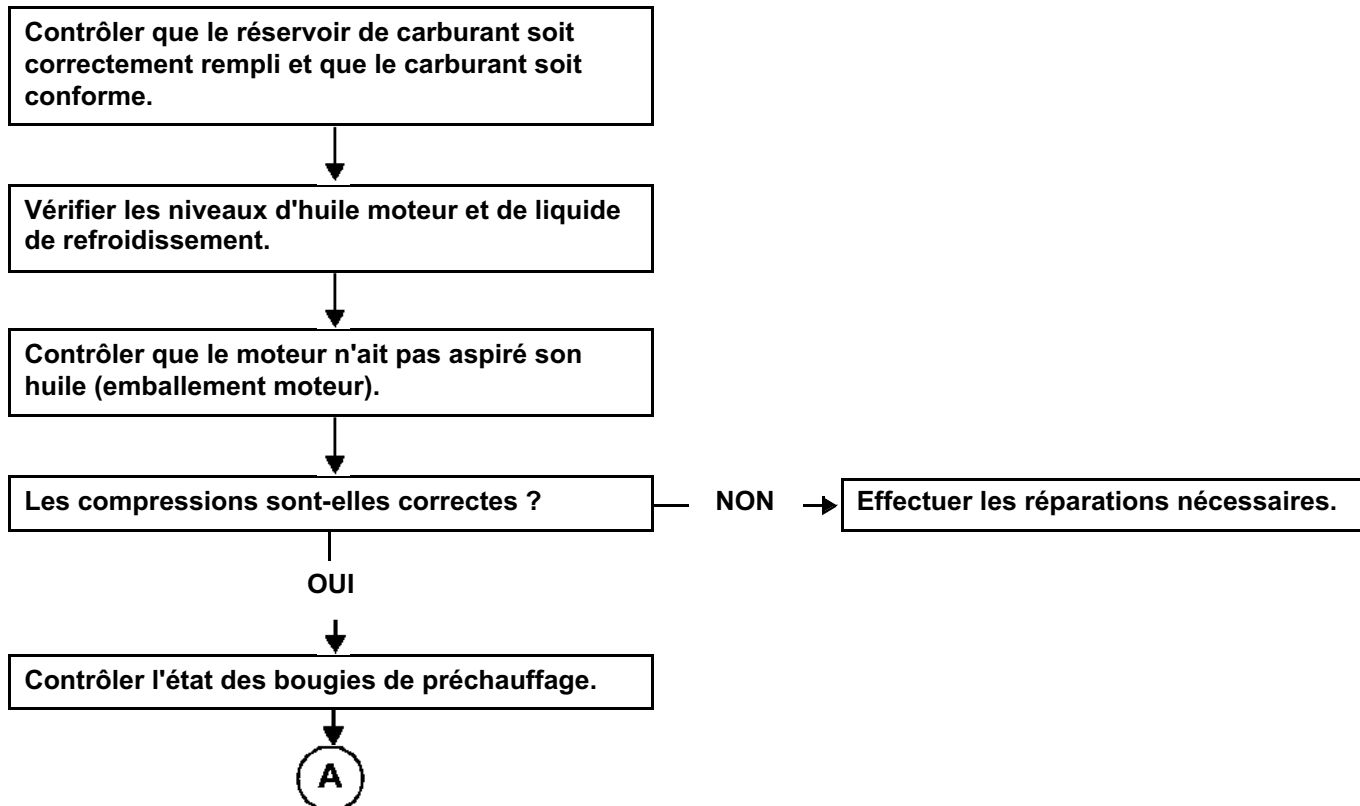 Contrôler que le réservoir de carburant soit
correctement rempli et que le carburant soit
conforme.
Vérifier les niveaux d'huile moteur et de liquide
de refroidissement.
Contrôler que le moteur n'ait pas aspiré son
huile (emballement moteur).
Les compressions sont-elles correctes ?
NON
Effectuer les réparations nécessaires.
OUI
Contrôler l'état des bougies de préchauffage.
A